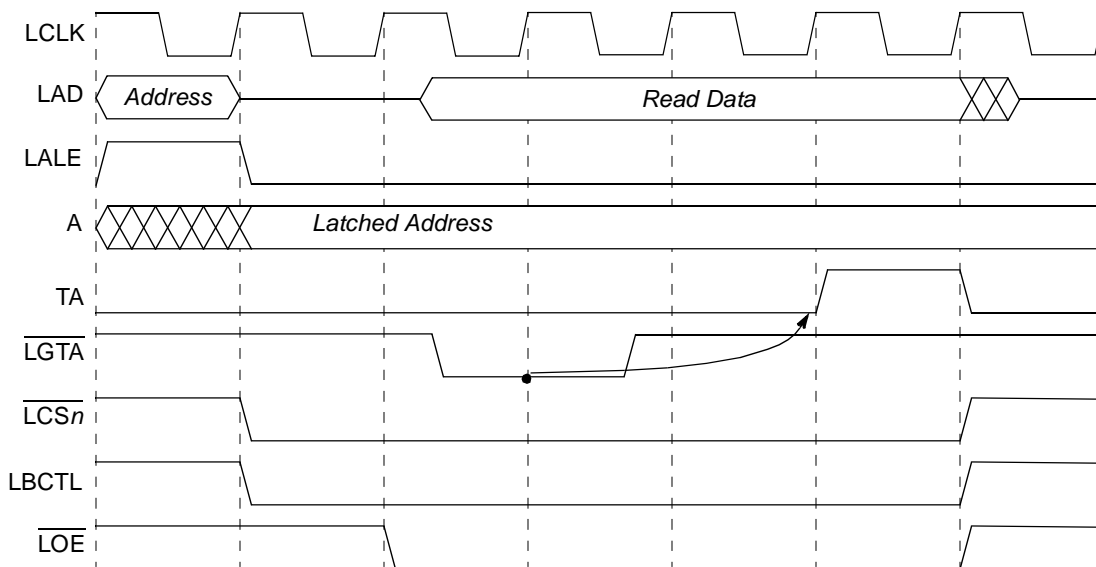 LCLK
LAD Address Read Data
LALE
A Latched Address
TA
LGTA
LCSn
LBCTL
LOE